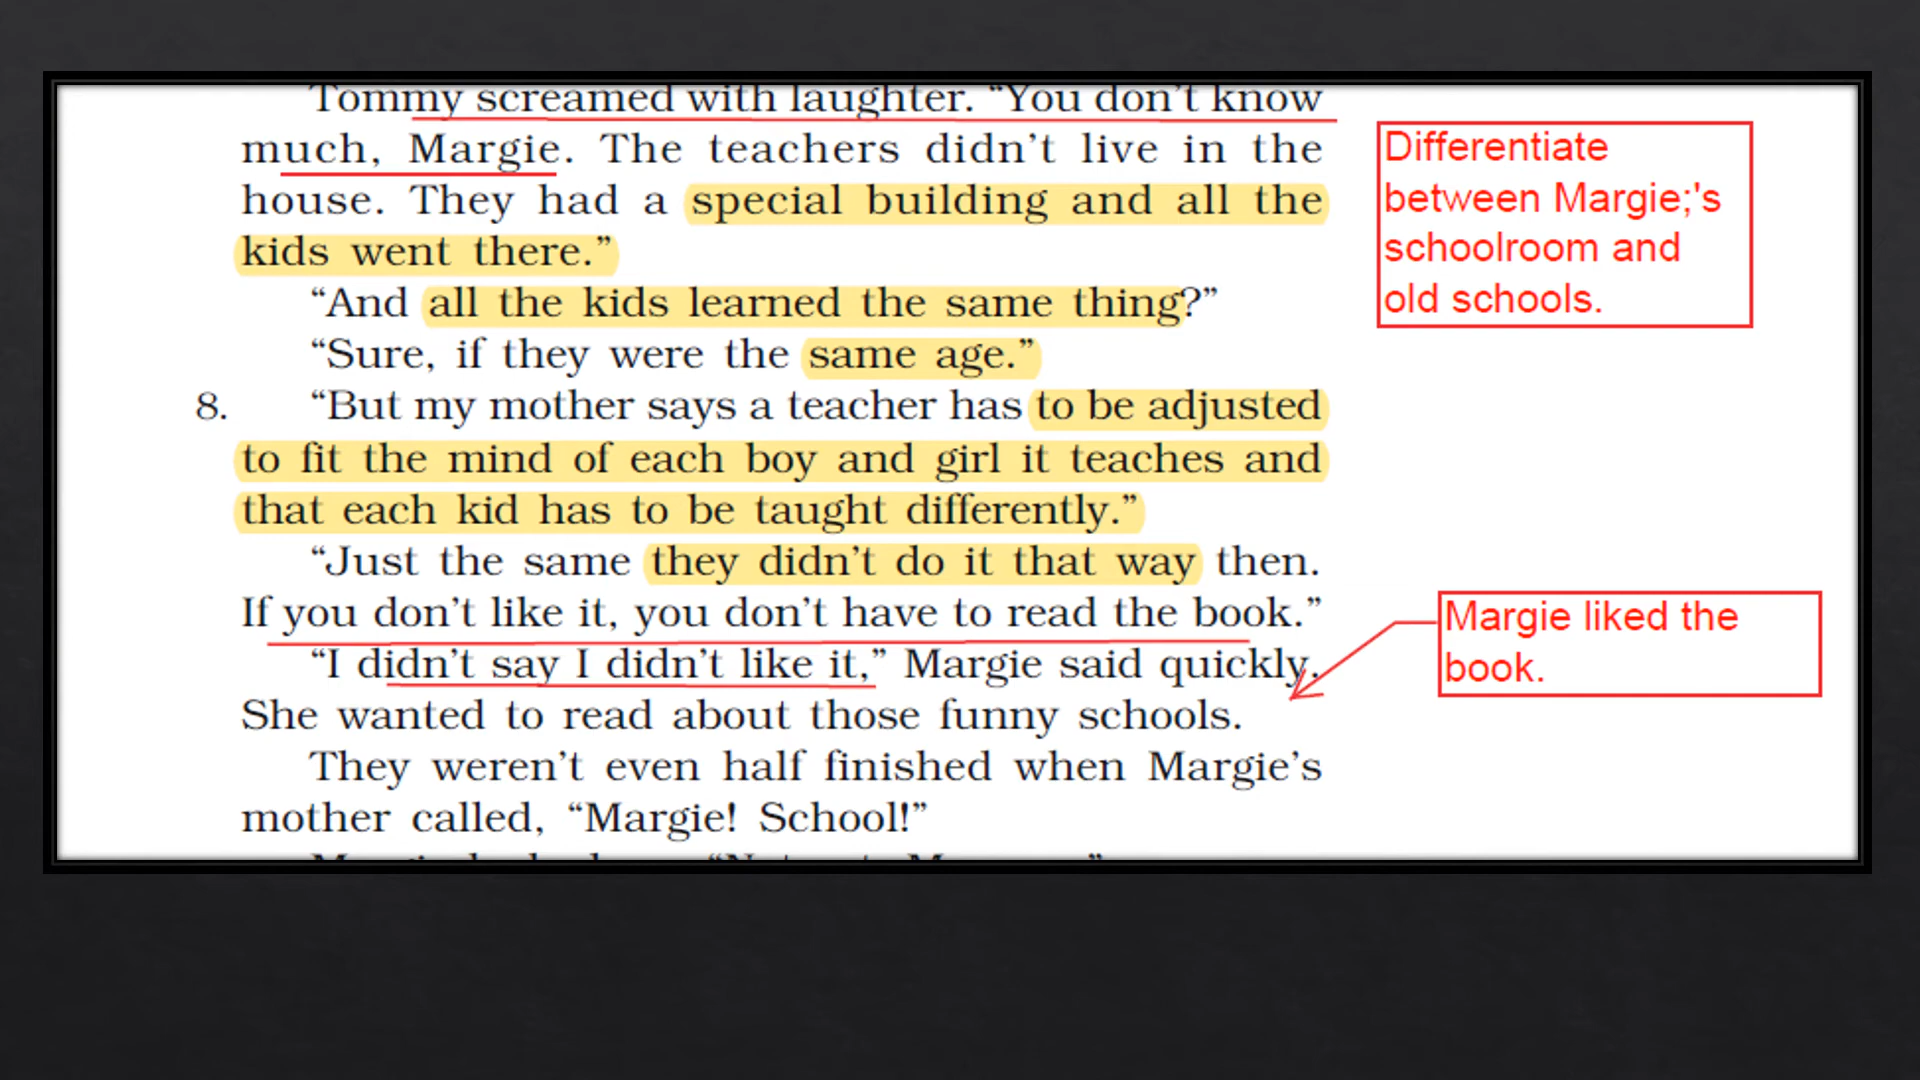 Tommy screamed with laughter. “You don’t know
much, Margie. The teachers didn’t live in the
house. They had a special building and all the
kids went there.”
“And all the kids learned the same thing?”
“Sure, if they were the same age.”
8. “But my mother says a teacher has to be adjusted
to fit the mind of each boy and girl it teaches and
that each kid has to be taught differently.”
“Just the same they didn’t do it that way then.
If you don’t like it, you don’t have to read the book.”
“I didn’t say I didn’t like it,” Margie said quickly.
She wanted to read about those funny schools.
They weren’t even half finished when Margie’s
mother called, “Margie! School!”
Differentiate
between Margie;'s
schoolroom and
old schools.
Margie liked the
book.